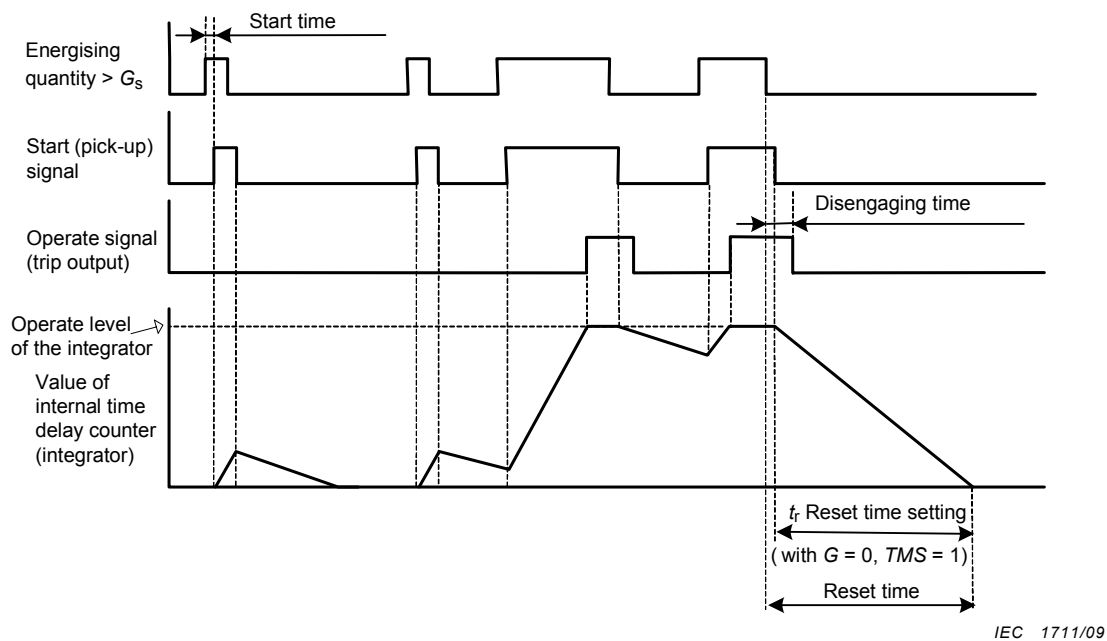 Start time
Energising
quantity > Gs
Start (pick-up)
signal
Disengaging time
Operate signal
(trip output)
Operate level
of the integrator
Value of
internal time
delay counter
(integrator)
tr Reset time setting
( with G = 0, TMS = 1)
Reset time
IEC 1711/09